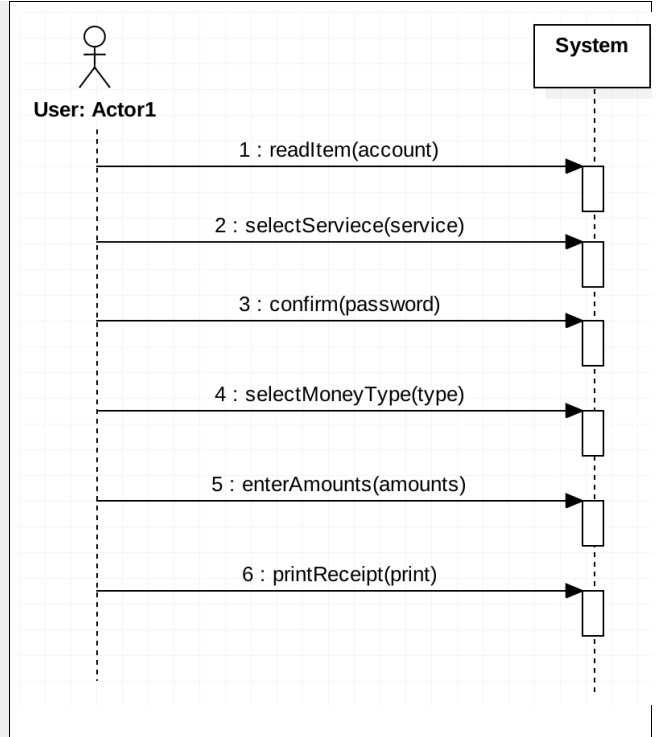 System
User: Actor1
1 : readItem(account)
2 : selectServiece(service)
3 : confirm(password)
4 : selectMoneyType(type)
5 : enterAmounts(amounts)
6 : printReceipt(print)